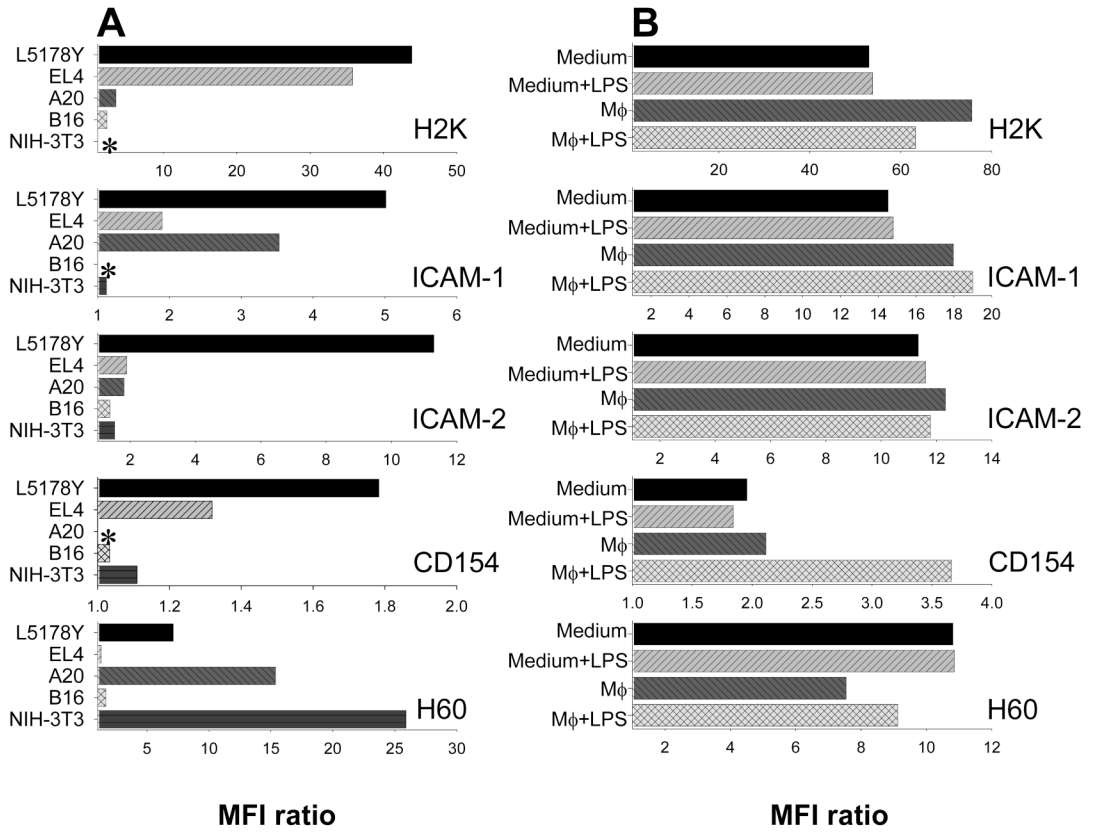 A
L5178Y
EL4
A20
B16
NIH-3T3
*
H2K
10 20 30 40 50
L5178Y
EL4
A20
B16
NIH-3T3
*
ICAM-1
1 2 3 4 5 6
L5178Y
EL4
A20
B16
NIH-3T3
ICAM-2
2 4 6 8 10 12
L5178Y
EL4
A20
B16
NIH-3T3
*
CD154
1.0 1.2 1.4 1.6 1.8 2.0
L5178Y
EL4
A20
B16
NIH-3T3
H60
5 10 15 20 25 30
MFI ratio
B
Medium
Medium+LPS
Mϕ
Mϕ+LPS
H2K
20 40 60 80
Medium
Medium+LPS
Mϕ
Mϕ+LPS
ICAM-1
2 4 6 8 10 12 14 16 18 20
Medium
Medium+LPS
Mϕ
Mϕ+LPS
ICAM-2
2 4 6 8 10 12 14
Medium
Medium+LPS
Mϕ
Mϕ+LPS
CD154
1.0 1.5 2.0 2.5 3.0 3.5 4.0
Medium
Medium+LPS
Mϕ
Mϕ+LPS
H60
2 4 6 8 10 12
MFI ratio